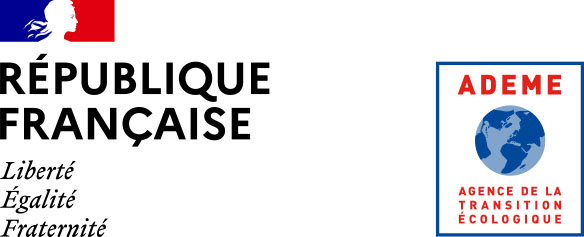 RÉPUBLIQUE
FRANÇAISE
Liberté
Égalité
Fraternité
ADEME
AGENCE DE LA
TRANSITION
ÉCOLOGIQUE